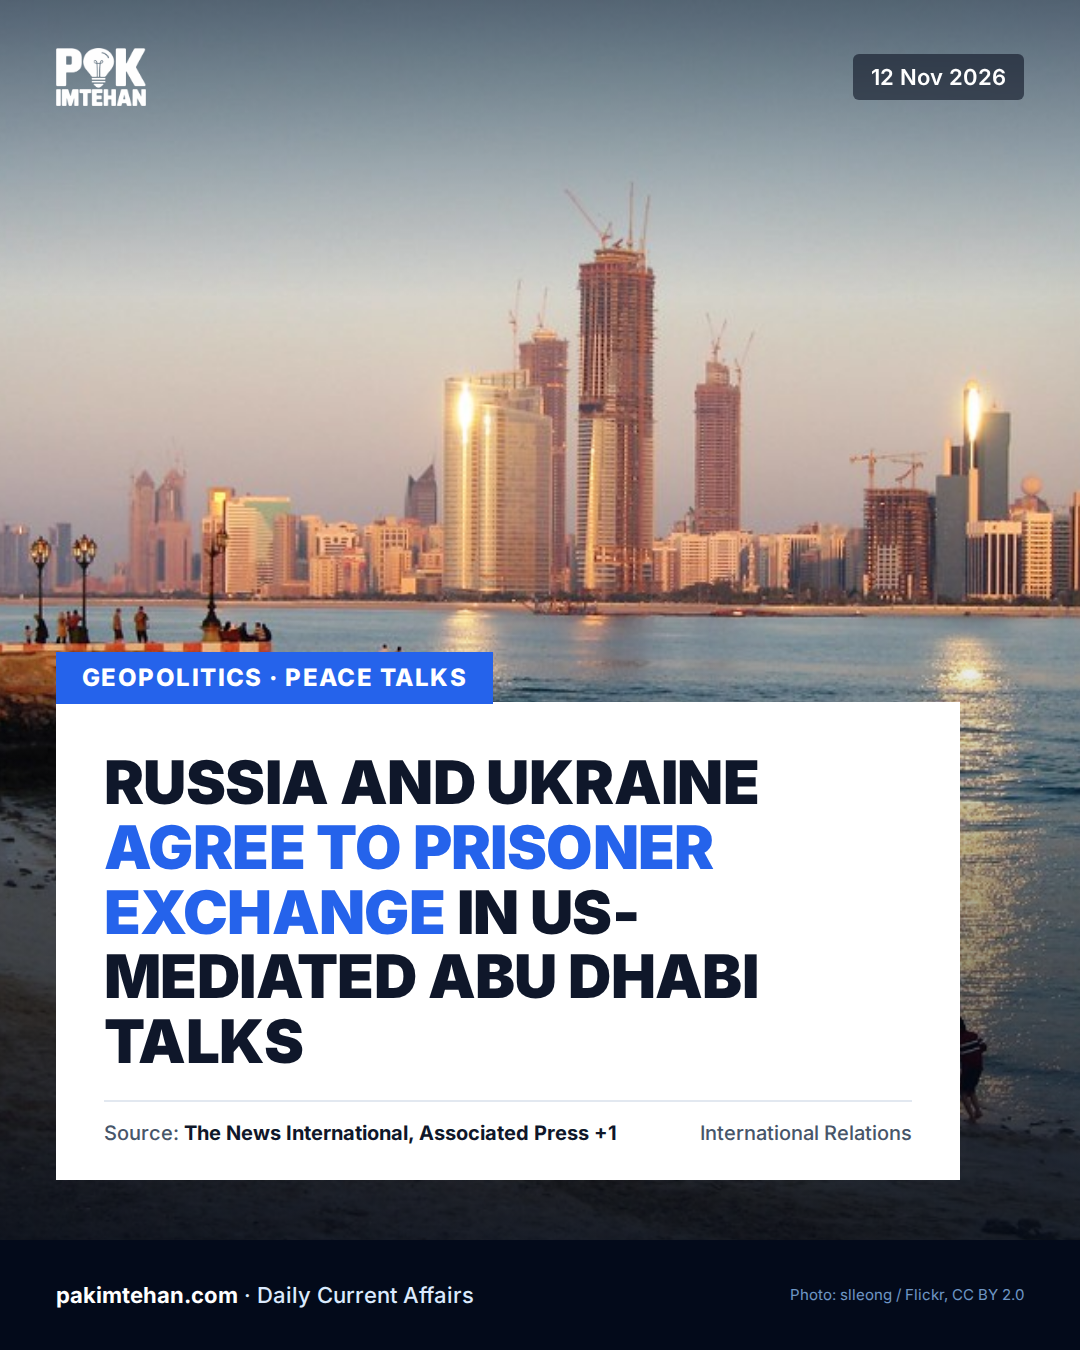 POK
IMTEHAN
12 Nov 2026
GEOPOLITICS · PEACE TALKS
RUSSIA AND UKRAINE
AGREE TO PRISONER
EXCHANGE IN US-
MEDIATED ABU DHABI
TALKS
Source: The News International, Associated Press +1
International Relations
pakimtehan.com · Daily Current Affairs
Photo: slleong / Flickr, CC BY 2.0